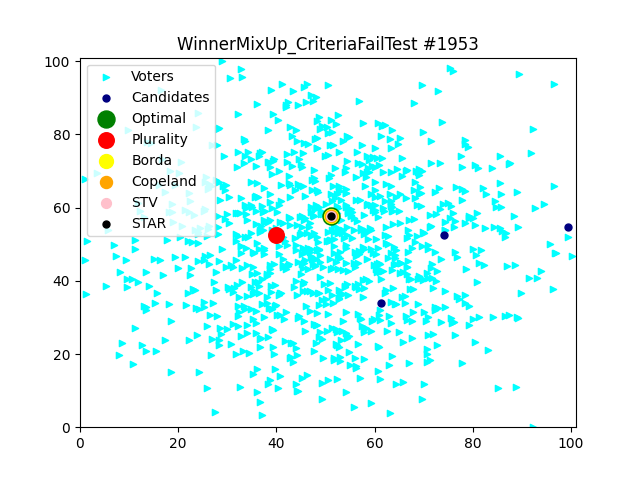 WinnerMixUp_CriteriaFailTest #1953
Voters
Candidates
Optimal
Plurality
Borda
Copeland
STV
STAR
100
80
60
40
20
0
0 20 40 60 80 100